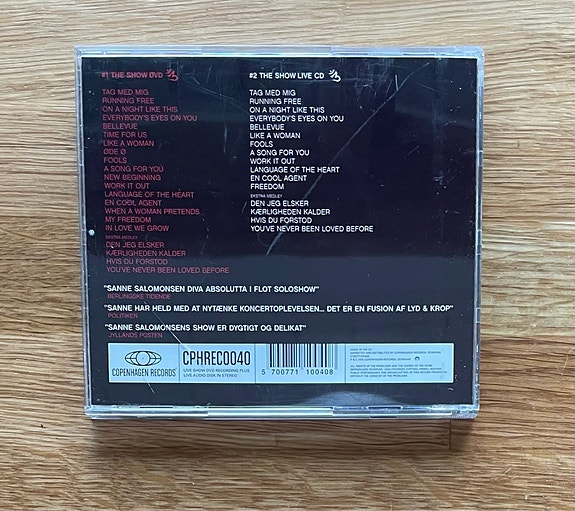 #1 THE SHOW DVD
TAG MED MIG
RUNNING FREE
ON A NIGHT LIKE THIS
EVERYBODY'S EYES ON YOU
BELLEVUE
TIME FOR US
LIKE A WOMAN
ØDE Ø
FOOLS
A SONG FOR YOU
NEW BEGINNING
WORK IT OUT
LANGUAGE OF THE HEART
EN COOL AGENT
WHEN A WOMAN PRETENDS
MY FREEDOM
IN LOVE WE GROW
EKSTRA MEDLEY
DEN JEG ELSKER
KÆRLIGHEDEN KALDER
HVIS DU FORSTOD
YOU'VE NEVER BEEN LOVED BEFORE
#2 THE SHOW LIVE CD
TAG MED MIG
RUNNING FREE
ON A NIGHT LIKE THIS
EVERYBODY'S EYES ON YOU
BELLEVUE
LIKE A WOMAN
FOOLS
A SONG FOR YOU
WORK IT OUT
LANGUAGE OF THE HEART
EN COOL AGENT
FREEDOM
EKSTRA MEDLEY
DEN JEG ELSKER
KÆRLIGHEDEN KALDER
HVIS DU FORSTOD
YOU'VE NEVER BEEN LOVED BEFORE
"SANNE SALOMONSEN DIVA ABSOLUTTA I FLOT SOLOSHOW"
BERLINGSKE TIDENDE
"SANNE HAR HELD MED AT NYTÆNKE KONCERTOPLEVELSEN... DET ER EN FUSION AF LYD & KROP"
POLITIKEN
"SANNE SALOMONSENS SHOW ER DYGTIGT OG DELIKAT"
JYLLANDS POSTEN
COPENHAGEN RECORDS
CPHREC0040
LIVE SHOW DVD RECORDING PLUS
LIVE AUDIO DISK IN STEREO
5 700771 100408